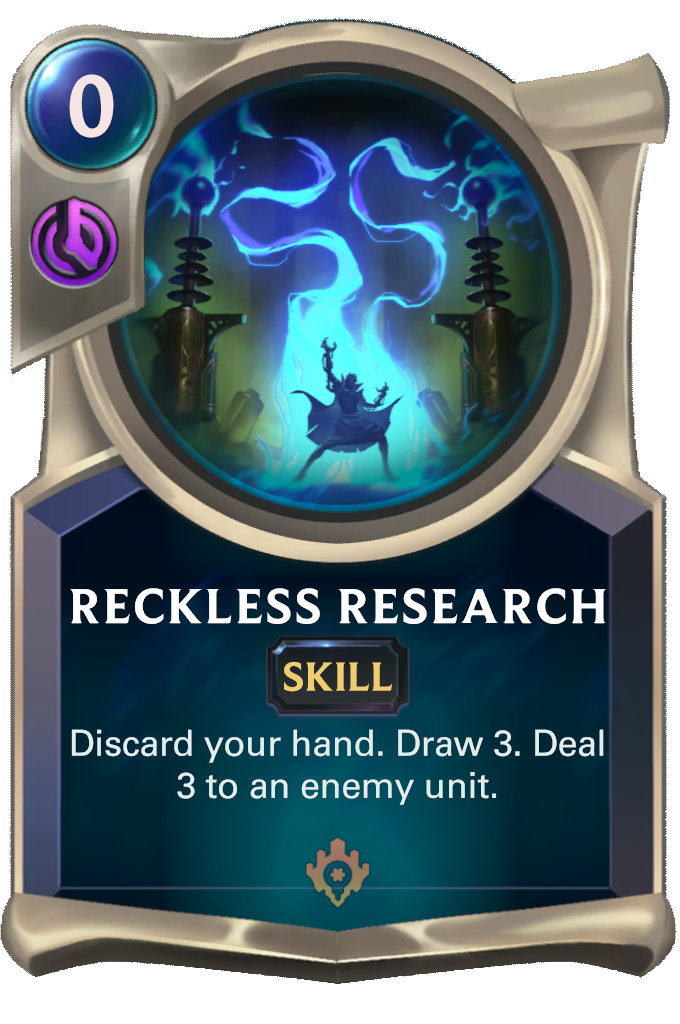 0
RECKLESS RESEARCH
SKILL
Discard your hand. Draw 3. Deal
3 to an enemy unit.